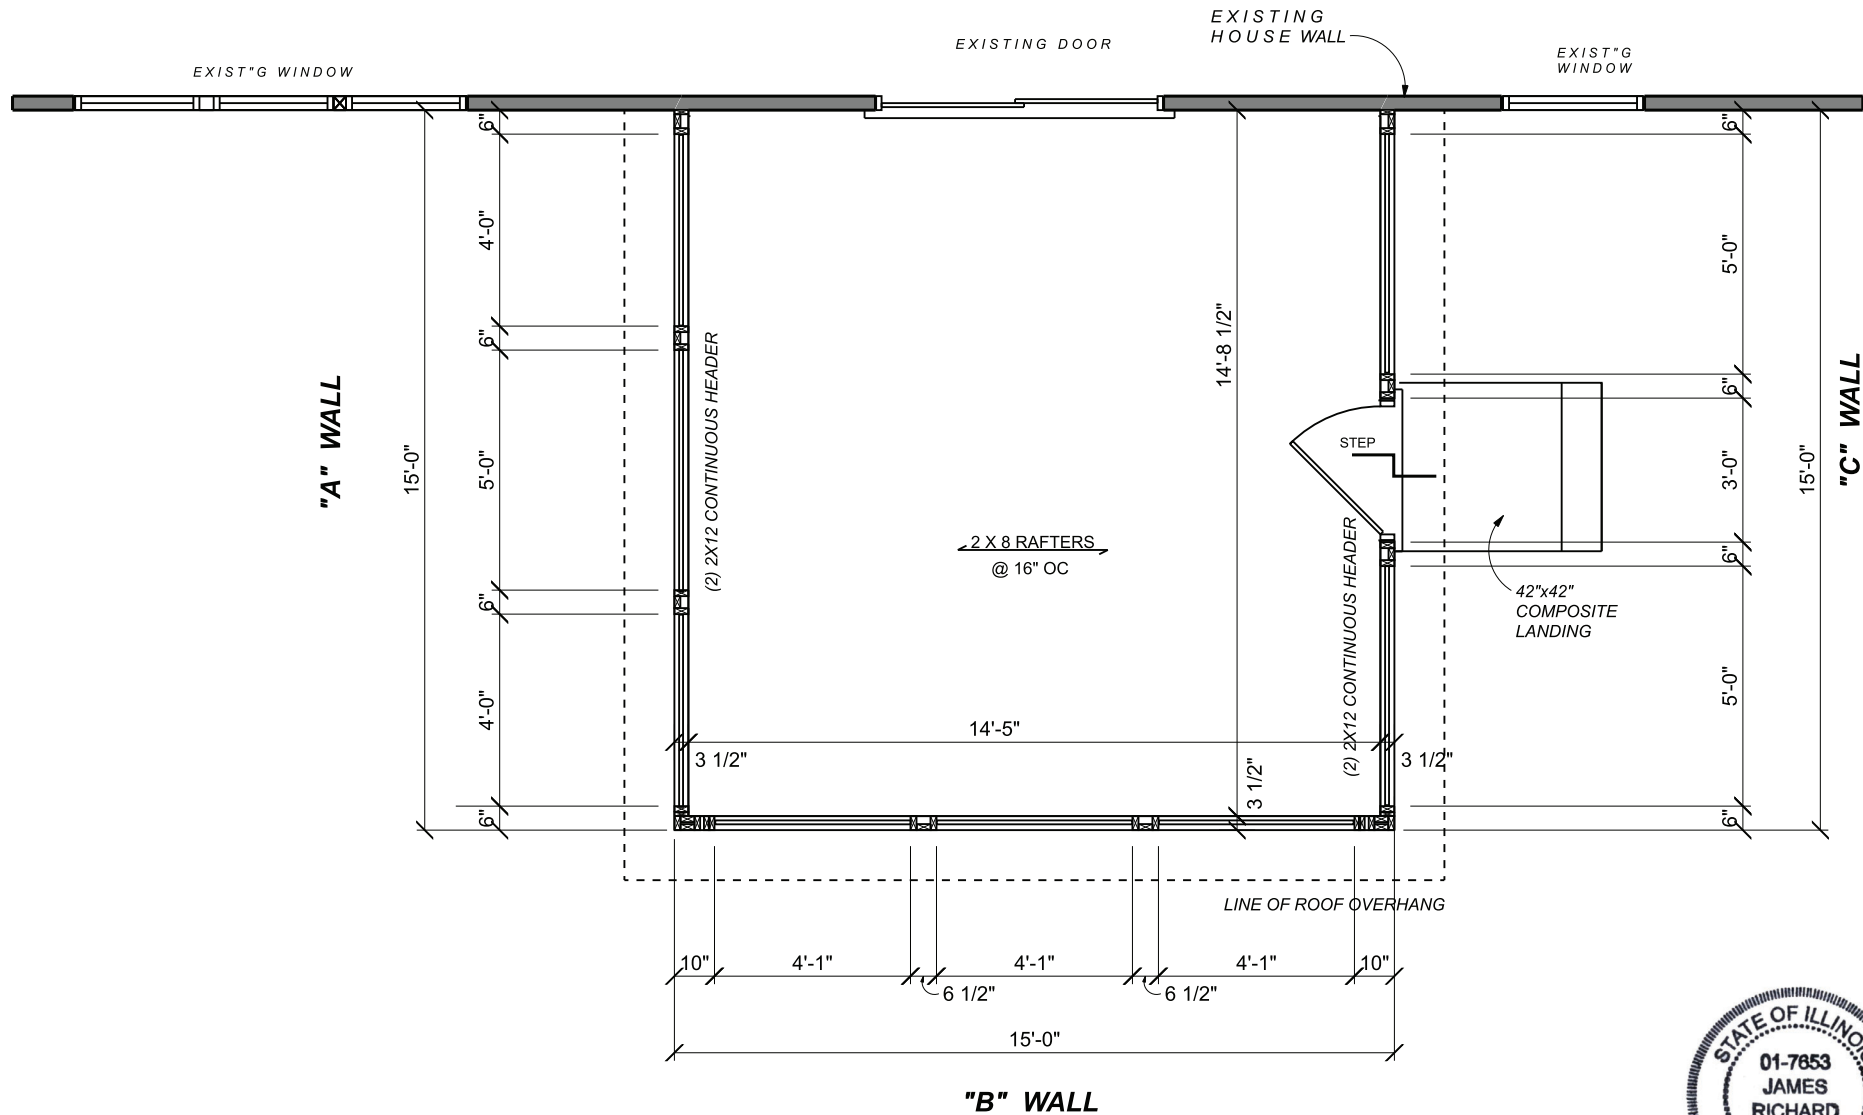 EXISTING
HOUSE WALL
EXISTING DOOR
EXIST"G
WINDOW
EXIST"G WINDOW
6"
4'-0"
6"
5'-0"
6"
4'-0"
6"
15'-0"
"A" WALL
(2) 2X12 CONTINUOUS HEADER
14'-8 1/2"
3 1/2"
2 X 8 RAFTERS
@ 16" OC
STEP
(2) 2X12 CONTINUOUS HEADER
14'-5"
3 1/2"
3 1/2"
6"
5'-0"
6"
3'-0"
6"
5'-0"
6"
15'-0"
"C" WALL
42"x42"
COMPOSITE
LANDING
LINE OF ROOF OVERHANG
10"
4'-1"
4'-1"
4'-1"
10"
6 1/2"
6 1/2"
15'-0"
"B" WALL
STATE OF ILLINOIS
01-7653
JAMES
RICHARD